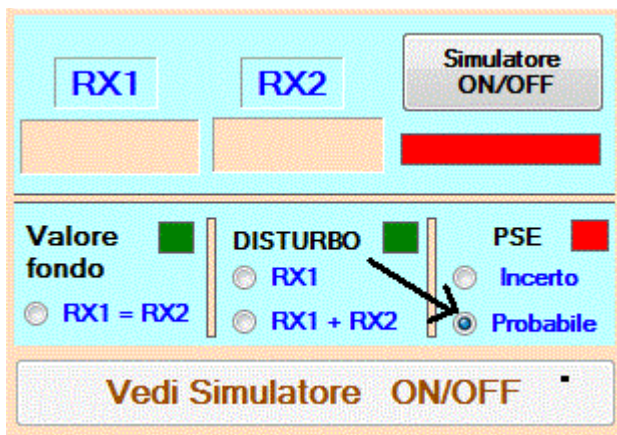 RX1
RX2
Simulatore
ON/OFF
Valore
fondo
RX1 = RX2
DISTURBO
RX1
RX1 + RX2
PSE
Incerto
Probabile
Vedi Simulatore ON/OFF